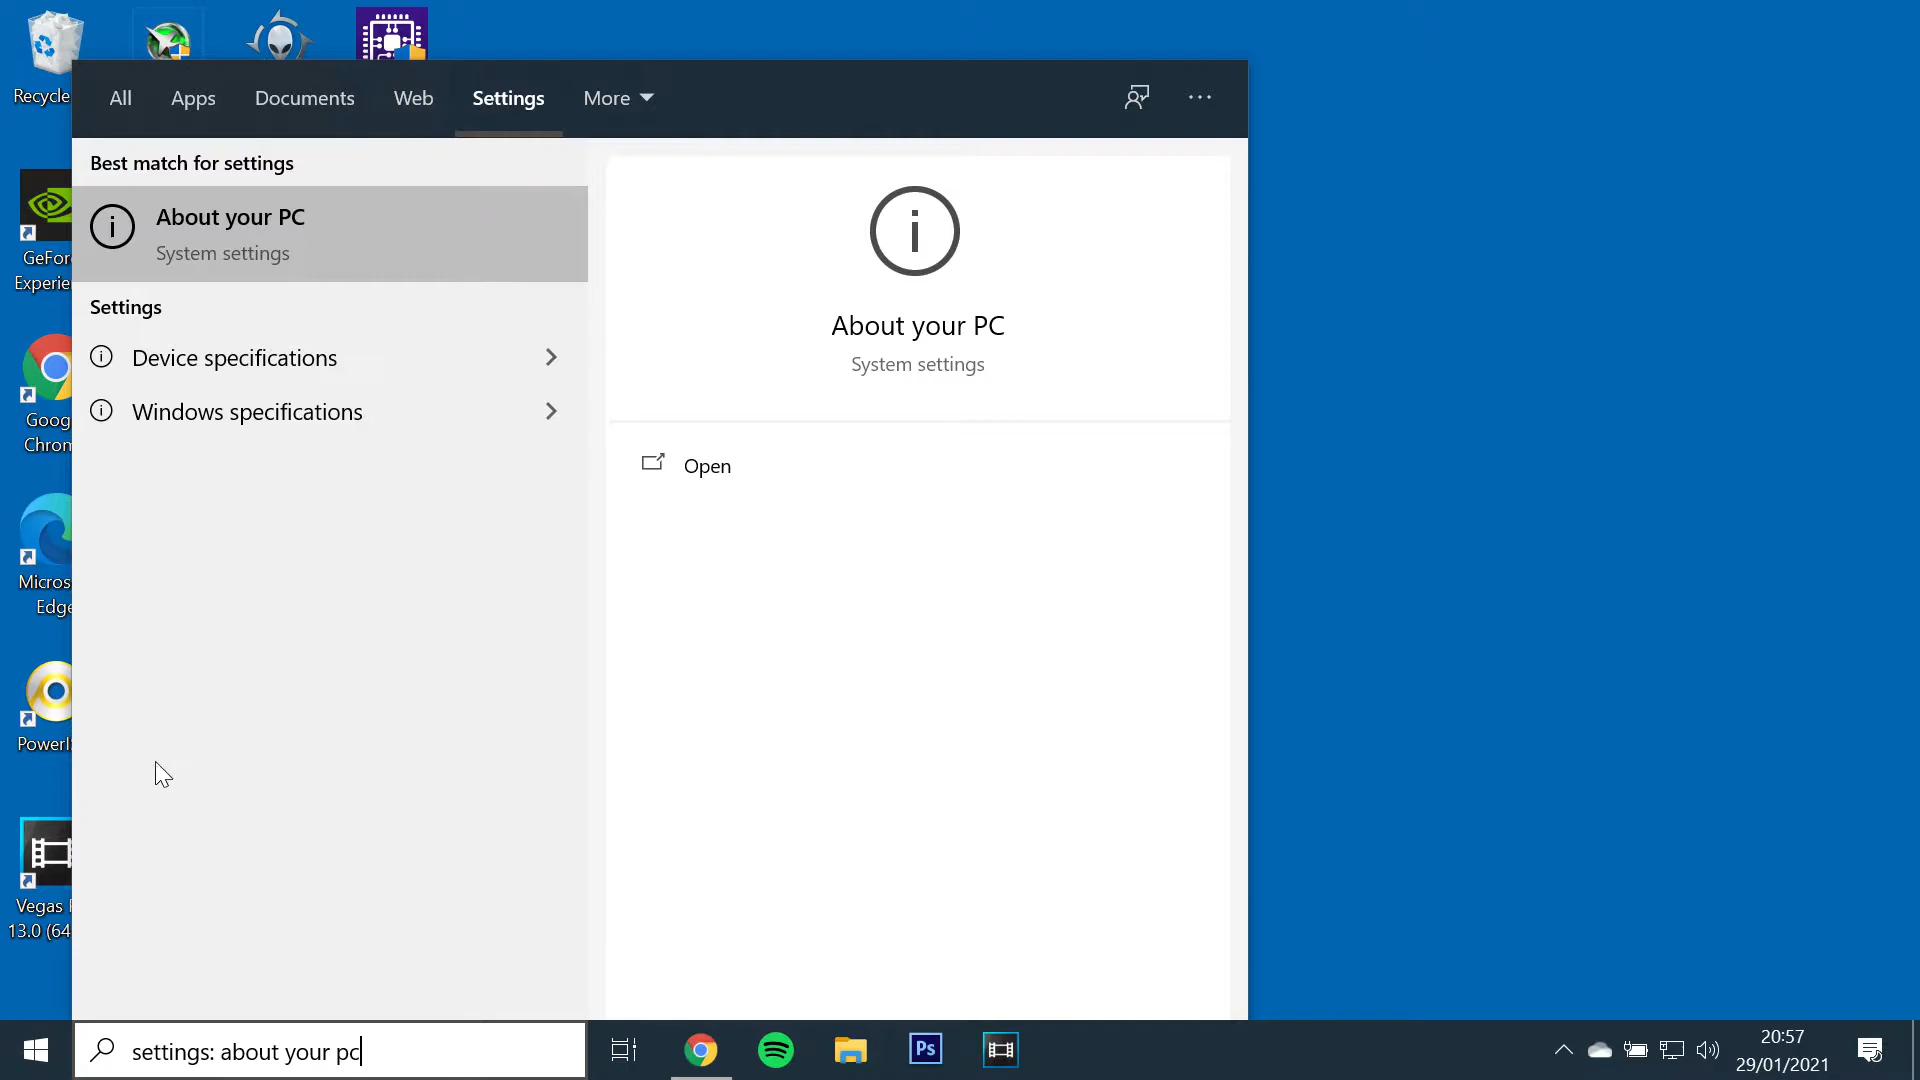 Recycle
All Apps Documents Web Settings More
Best match for settings
About your PC
System settings
Settings
Device specifications
Windows specifications
About your PC
System settings
Open
GeFor
Experie
Goog
Chrom
Micros
Edge
PowerI
Vegas P
13.0 (64
settings: about your pc
Ps
20:57
29/01/2021